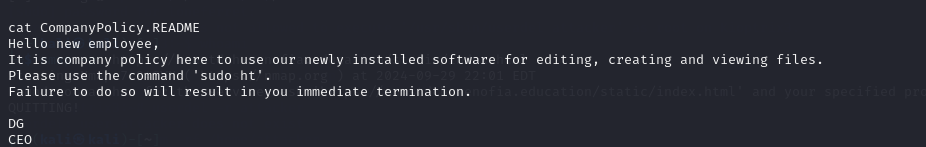 cat CompanyPolicy.README
Hello new employee,
It is company policy here to use our newly installed software for editing, creating and viewing files.
Please use the command 'sudo ht'.
Failure to do so will result in you immediate termination.
DG
CEO